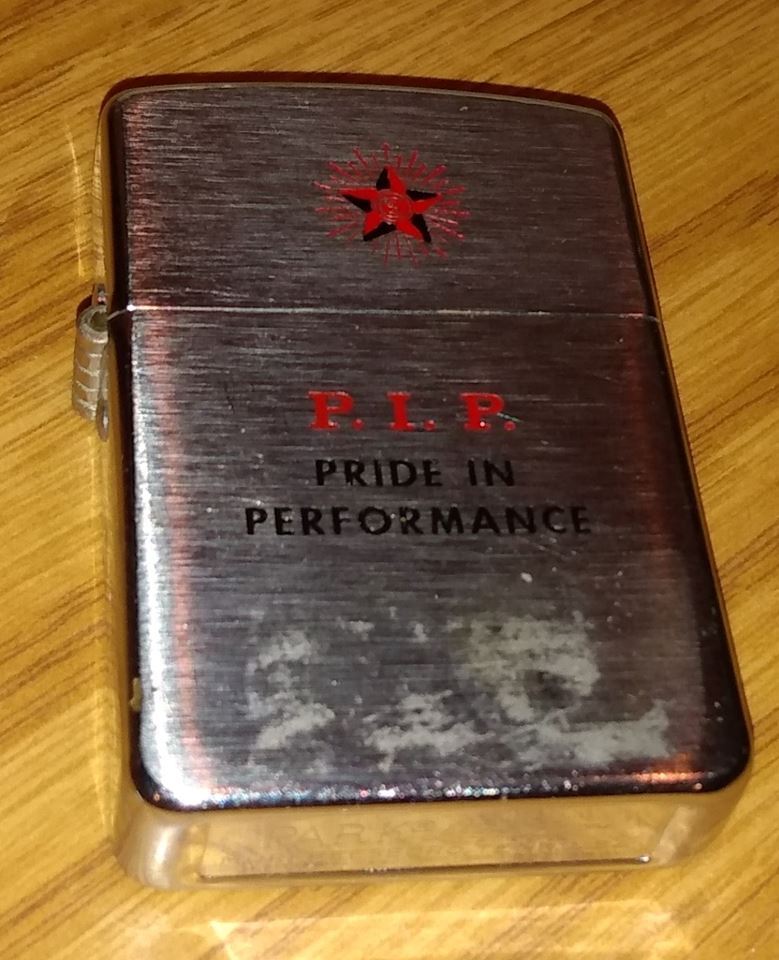 P. I. P.
PRIDE IN
PERFORMANCE